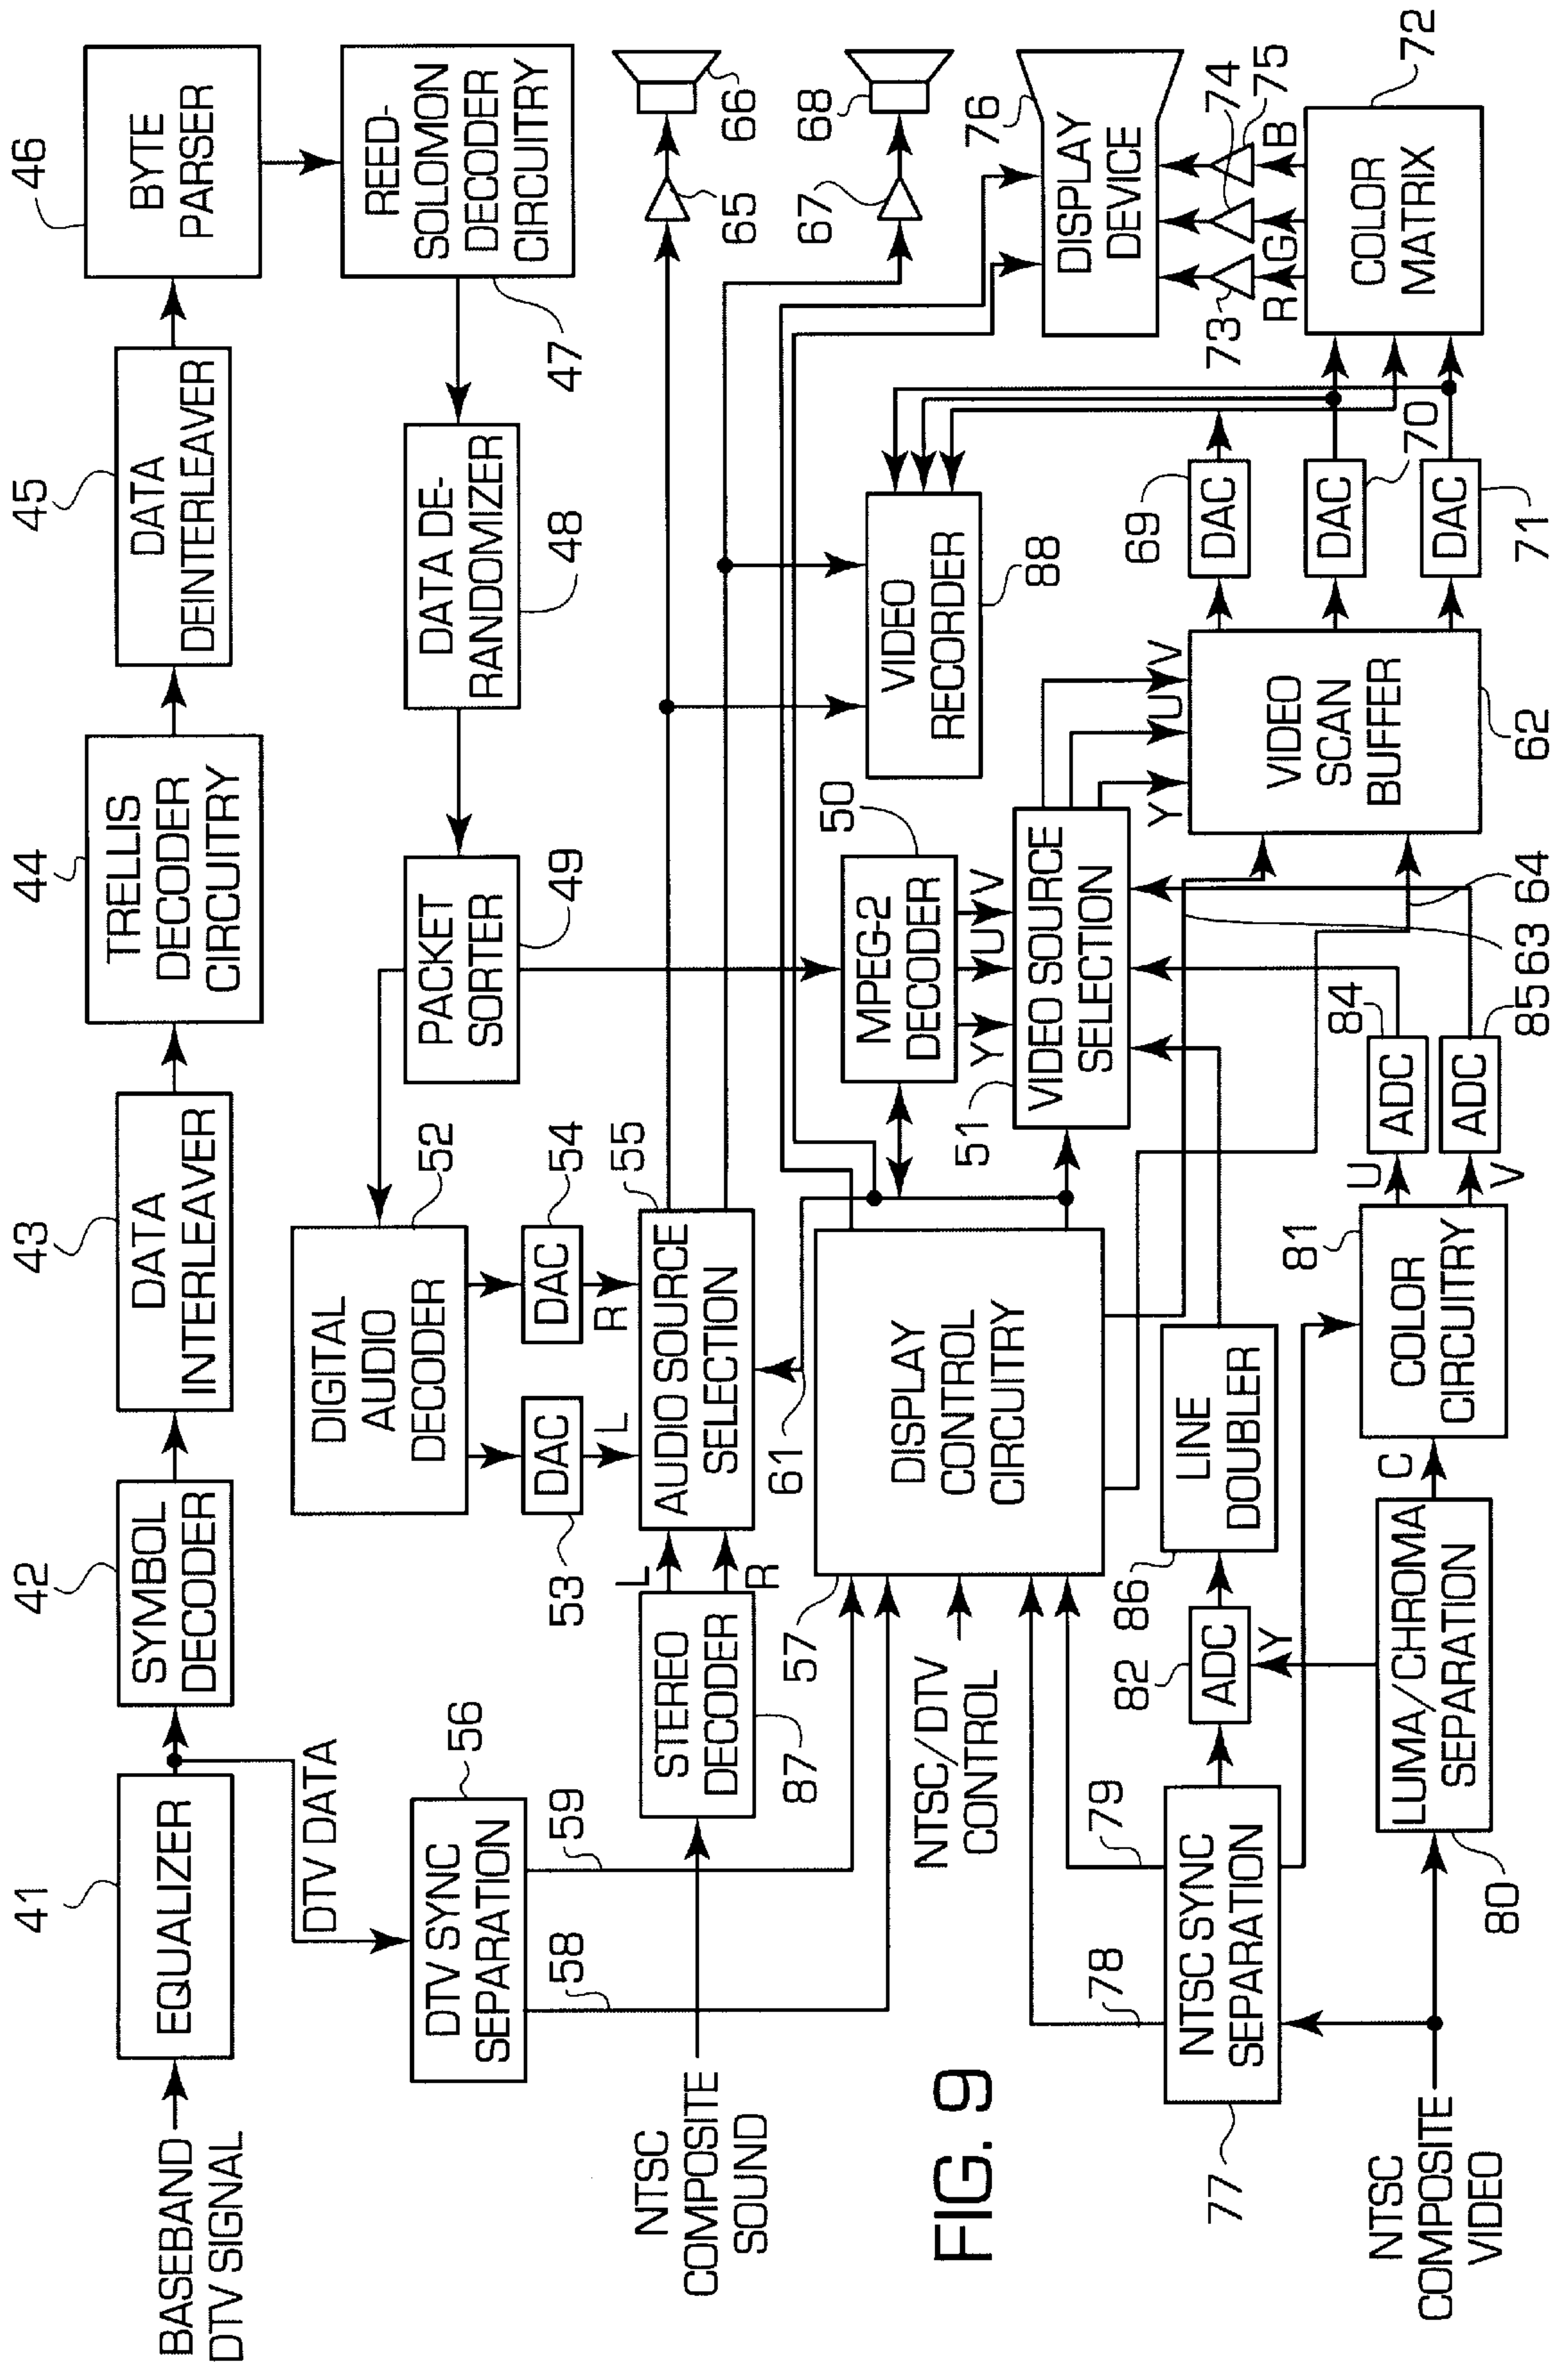 46
45
44
43
42
41
BYTE
PARSER
DATA
DEINTERLEAVER
TRELLIS
DECODER
CIRCUITRY
DATA
INTERLEAVER
SYMBOL
DECODER
EQUALIZER
BASEBAND
DTV SIGNAL
DTV DATA
REED-
SOLOMON
DECODER
CIRCUITRY
47
DATA DE-
RANDOMIZER
48
PACKET
SORTER
49
DIGITAL
AUDIO
DECODER
52
DTV SYNC
SEPARATION
56
59
58
DAC
54
R
DAC
53
L
AUDIO SOURCE
SELECTION
55
STEREO
DECODER
87
L
R
NTSC
COMPOSITE
SOUND
65
66
67
68
VIDEO
RECORDER
88
MPEG-2
DECODER
50
Y
U
V
VIDEO SOURCE
SELECTION
51
Y
U
V
DISPLAY
CONTROL
CIRCUITRY
57
61
NTSC/DTV
CONTROL
DISPLAY
DEVICE
76
73
74
75
R
G
B
COLOR
MATRIX
72
DAC
69
DAC
70
DAC
71
VIDEO
SCAN
BUFFER
62
63
64
LINE
DOUBLER
86
ADC
82
Y
ADC
84
ADC
85
U
V
COLOR
CIRCUITRY
81
C
LUMA/CHROMA
SEPARATION
80
NTSC SYNC
SEPARATION
77
78
79
NTSC
COMPOSITE
VIDEO
FIG. 9